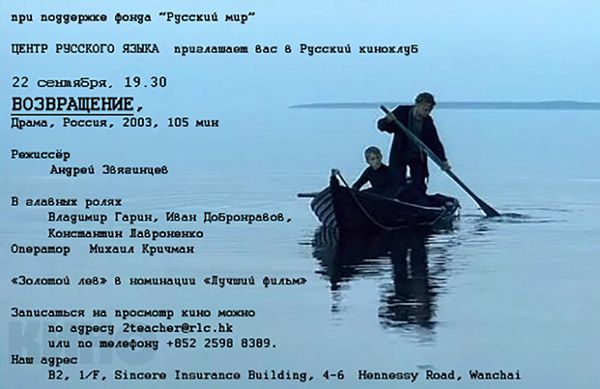 при поддержке фонда "Русский мир"
ЦЕНТР РУССКОГО ЯЗЫКА приглашает вас в Русский киноклуб
22 сентября, 19.30
ВОЗВРАЩЕНИЕ,
Драма, Россия, 2003, 105 мин
Режиссёр
Андрей Звягинцев
В главных ролях
Владимир Гарин, Иван Добронравов,
Константин Лавроненко
Оператор Михаил Кричман
«Золотой лев» в номинации «Лучший фильм»
Записаться на просмотр кино можно
по адресу 2teacher@rlc.hk
или по телефону +852 2598 8389.
Наш адрес
B2, 1/F, Sincere Insurance Building, 4-6 Hennessy Road, Wanchai